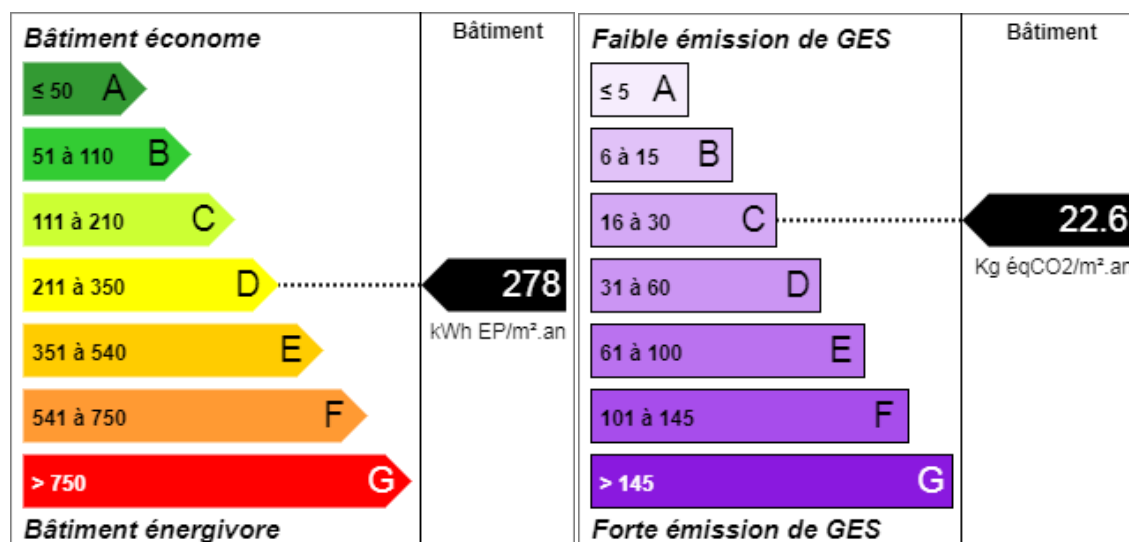 Bâtiment économe
Bâtiment
≤ 50 A
51 à 110 B
111 à 210 C
211 à 350 D
278
kWh EP/m².an
351 à 540 E
541 à 750 F
> 750 G
Bâtiment énergivore
Faible émission de GES
Bâtiment
≤ 5 A
6 à 15 B
16 à 30 C
22.6
Kg éqCO2/m².an
31 à 60 D
61 à 100 E
101 à 145 F
> 145 G
Forte émission de GES